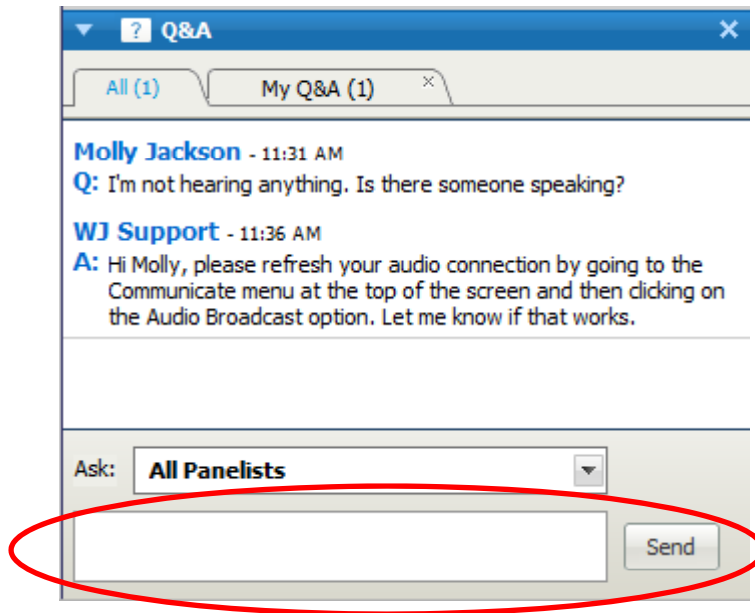 ? Q&A
All (1) My Q&A (1)
Molly Jackson - 11:31 AM
Q: I'm not hearing anything. Is there someone speaking?
WJ Support - 11:36 AM
A: Hi Molly, please refresh your audio connection by going to the
Communicate menu at the top of the screen and then clicking on
the Audio Broadcast option. Let me know if that works.
Ask: All Panelists
Send